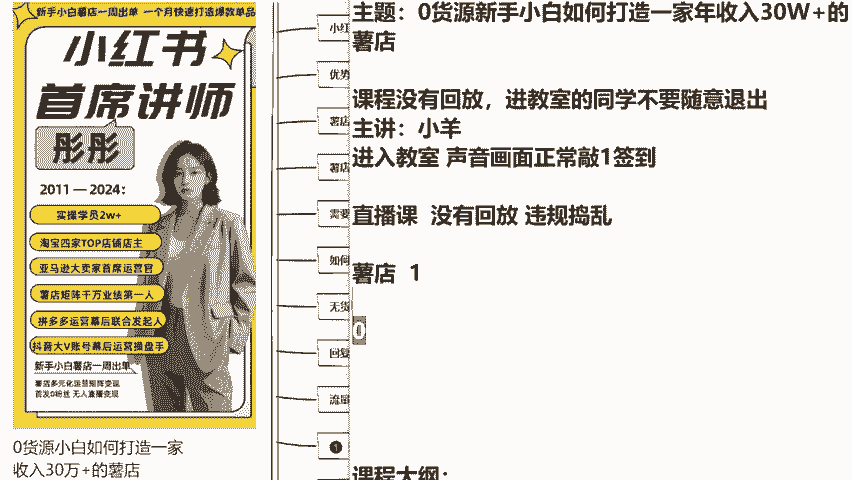 新手小白薯店一周出单 一个月快速打造爆款单品
小红书
首席讲师
彤彤
2011 — 2024:
实操学员2w+
淘宝四家TOP店铺店主
亚马逊大卖家首席运营官
薯店矩阵千万业绩第一人
拼多多运营幕后联合发起人
抖音大V账号幕后运营操盘手
新手小白薯店一周出单
薯店多元化运营矩阵变现
首发0粉丝 无人直播变现
0货源小白如何打造一家
收入30万+的薯店
小红
优势
薯店
薯店
需要
如何
无货
回复
流量
1
主题：0货源新手小白如何打造一家年收入30W+的
薯店
课程没有回放，进教室的同学不要随意退出
主讲：小羊
进入教室 声音画面正常敲1签到
直播课 没有回放 违规捣乱
薯店 1
0
课程大纲：